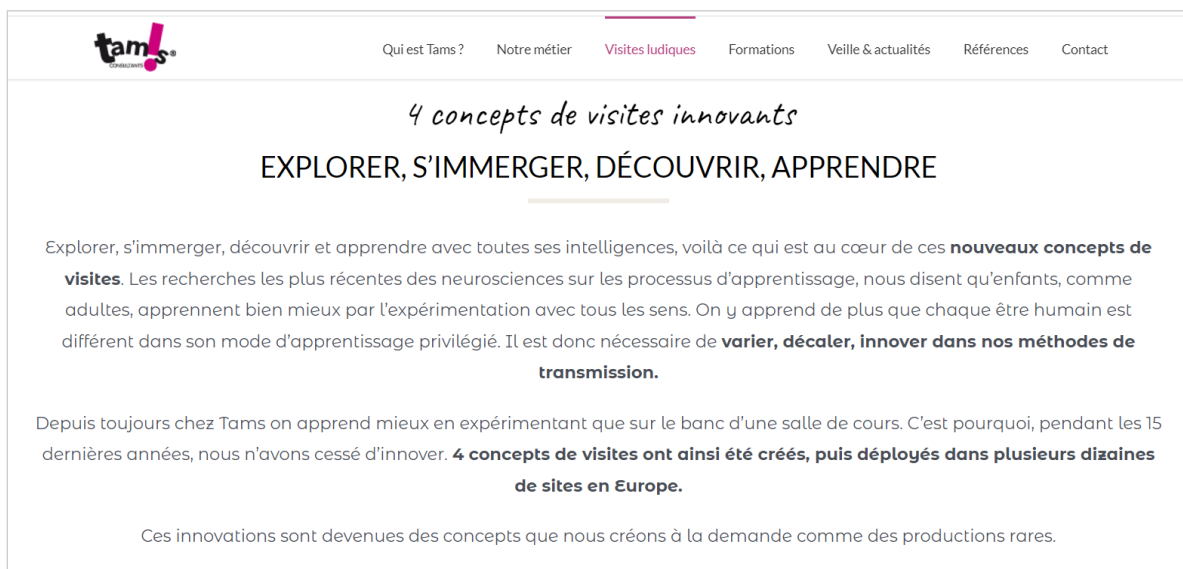 tam!s®
CONSULTANTS
Qui est Tams ? Notre métier Visites ludiques Formations Veille & actualités Références Contact
4 concepts de visites innovants
EXPLORER, S’IMMERGER, DÉCOUVRIR, APPRENDRE
Explorer, s’immerger, découvrir et apprendre avec toutes ses intelligences, voilà ce qui est au cœur de ces nouveaux concepts de
visites. Les recherches les plus récentes des neurosciences sur les processus d’apprentissage, nous disent qu’enfants, comme
adultes, apprennent bien mieux par l’expérimentation avec tous les sens. On y apprend de plus que chaque être humain est
différent dans son mode d’apprentissage privilégié. Il est donc nécessaire de varier, décaler, innover dans nos méthodes de
transmission.
Depuis toujours chez Tams on apprend mieux en expérimentant que sur le banc d’une salle de cours. C’est pourquoi, pendant les 15
dernières années, nous n’avons cessé d’innover. 4 concepts de visites ont ainsi été créés, puis déployés dans plusieurs dizaines
de sites en Europe.
Ces innovations sont devenues des concepts que nous créons à la demande comme des productions rares.